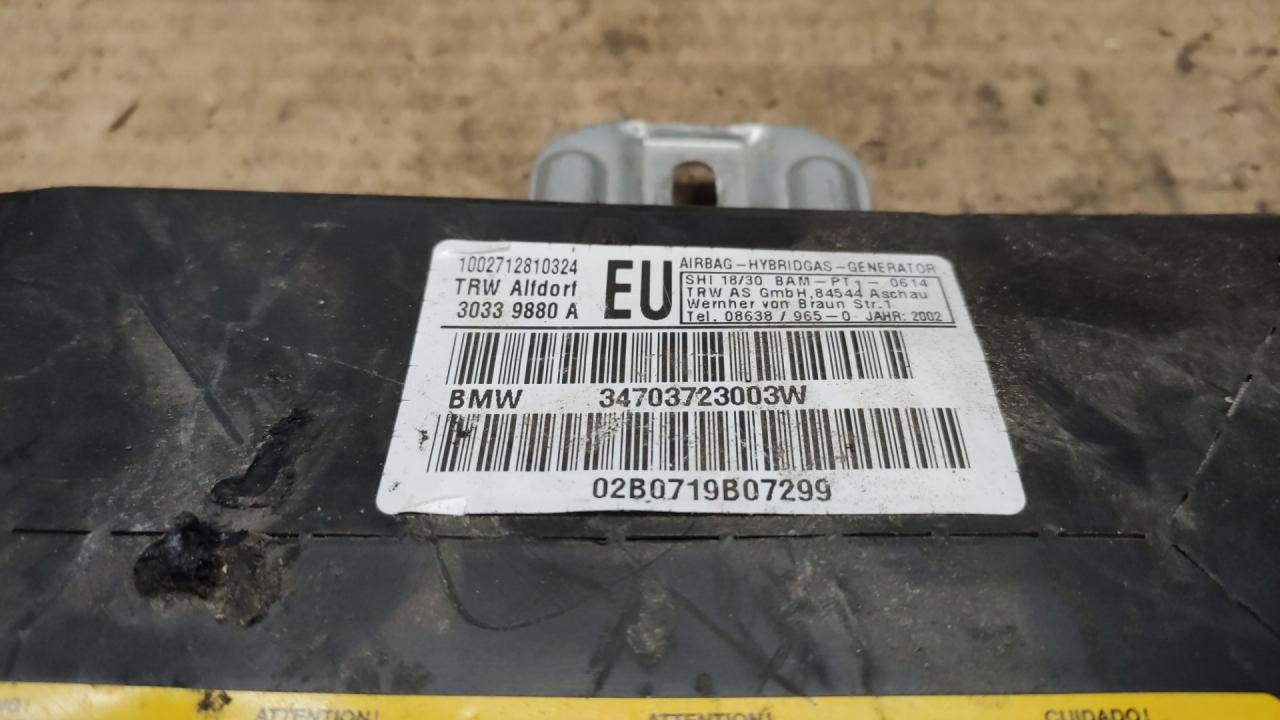 1002712810324
TRW Alfdorf
3033 9880 A
EU
AIRBAG-HYBRIDGAS-GENERATOR
SHI 18/30 BAM-PT1- 0614
TRW AS GmbH,84544 Aschau
Wernher von Braun Str.1
Tel. 08638 / 965-0 JAHR: 2002
BMW 34703723003W
02B0719B07299
ATTENTION! ATTENTION! CUIDADO!